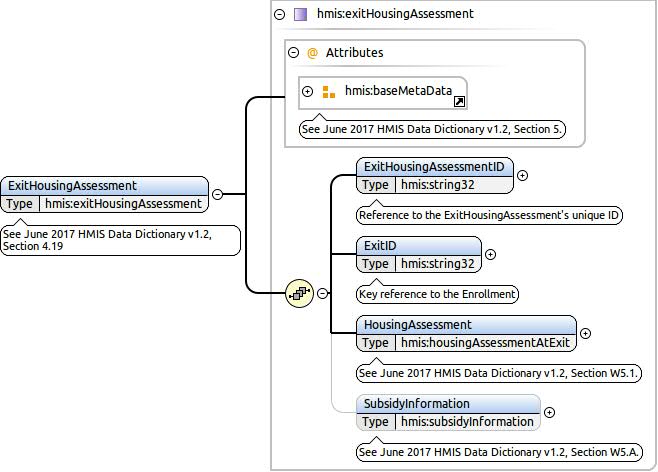 hmis:exitHousingAssessment
@ Attributes
hmis:baseMetaData
See June 2017 HMIS Data Dictionary v1.2, Section 5.
ExitHousingAssessment
Type hmis:exitHousingAssessment
See June 2017 HMIS Data Dictionary v1.2,
Section 4.19
ExitHousingAssessmentID
Type hmis:string32
Reference to the ExitHousingAssessment's unique ID
ExitID
Type hmis:string32
Key reference to the Enrollment
HousingAssessment
Type hmis:housingAssessmentAtExit
See June 2017 HMIS Data Dictionary v1.2, Section W5.1.
SubsidyInformation
Type hmis:subsidyInformation
See June 2017 HMIS Data Dictionary v1.2, Section W5.A.